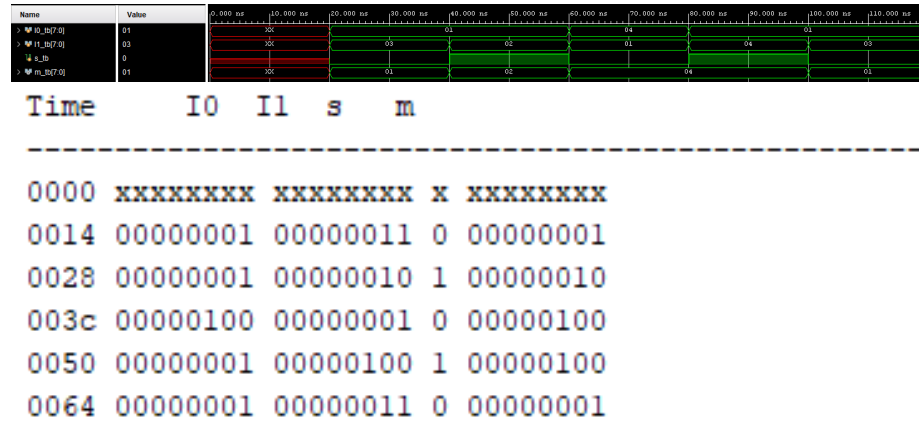 Name Value 0.000 ns 10.000 ns 20.000 ns 30.000 ns 40.000 ns 50.000 ns 60.000 ns 70.000 ns 80.000 ns 90.000 ns 100.000 ns 110.000 ns
> I0_tb[7:0] 01 XX 01 04 01
> I1_tb[7:0] 03 XX 03 02 01 04 03
s_tb 0
> m_tb[7:0] 01 XX 01 02 04 01
Time I0 I1 s m
------------------------------------------------------------
0000 xxxxxxxx xxxxxxxx x xxxxxxxx
0014 00000001 00000011 0 00000001
0028 00000001 00000010 1 00000010
003c 00000100 00000001 0 00000100
0050 00000001 00000100 1 00000100
0064 00000001 00000011 0 00000001